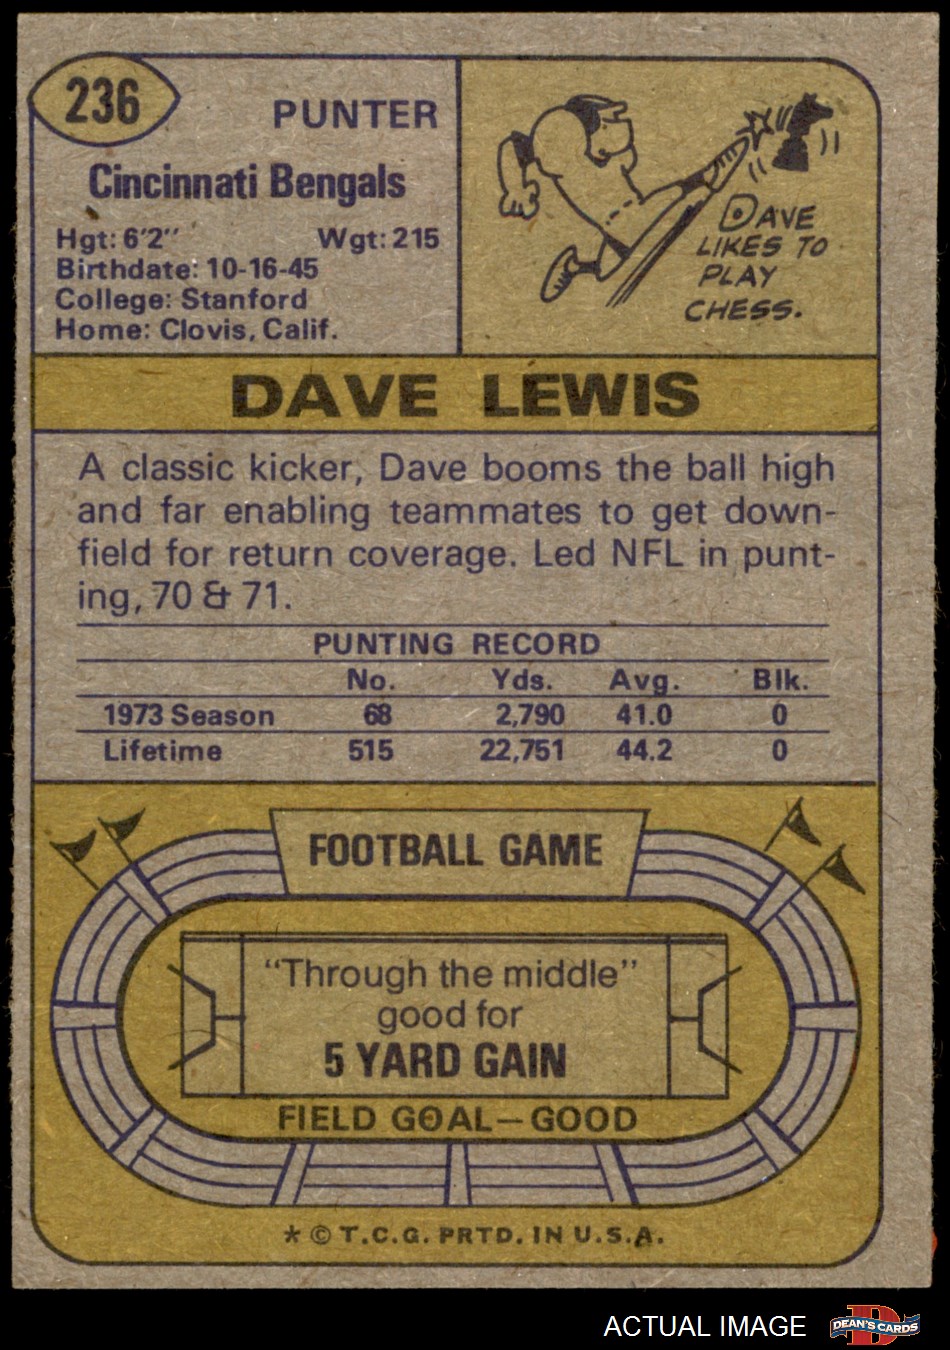 236
PUNTER
Cincinnati Bengals
Hgt: 6'2" Wgt: 215
Birthdate: 10-16-45
College: Stanford
Home: Clovis, Calif.
DAVE
LIKES TO
PLAY
CHESS.
DAVE LEWIS
A classic kicker, Dave booms the ball high
and far enabling teammates to get down-
field for return coverage. Led NFL in punt-
ing, 70 & 71.
PUNTING RECORD
No. Yds. Avg. Blk.
1973 Season 68 2,790 41.0 0
Lifetime 515 22,751 44.2 0
FOOTBALL GAME
"Through the middle"
good for
5 YARD GAIN
FIELD GOAL—GOOD
* © T.C.G. PRTD. IN U.S.A.
ACTUAL IMAGE
D
DEAN'S CARDS